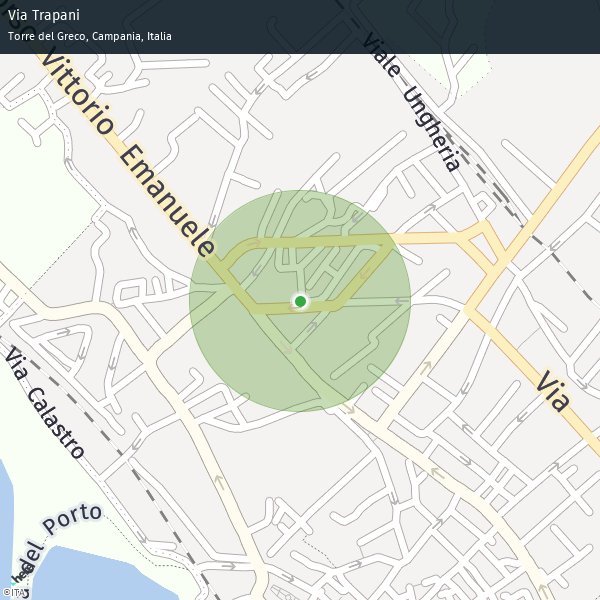 Via Trapani
Torre del Greco, Campania, Italia
Vittorio Emanuele
Viale Ungheria
Via Calastro
Via
del Porto
©ITA